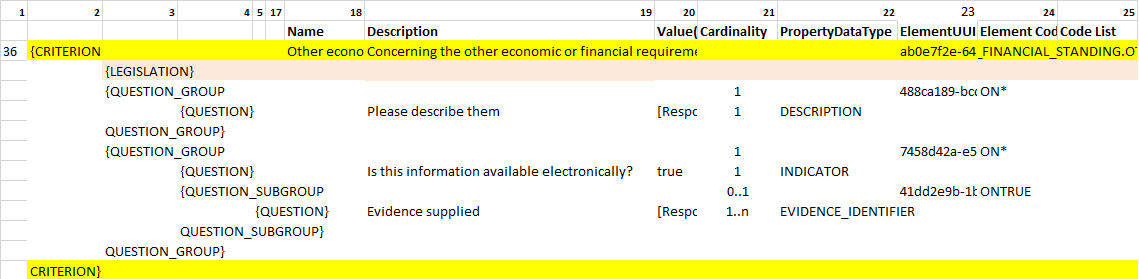 1 2 3 4 5 17 18 19 20 21 22 23 24 25
Name Description Value( Cardinality PropertyDataType ElementUUI Element Cod Code List
36 {CRITERION Other econo Concerning the other economic or financial requireme ab0e7f2e-64 _FINANCIAL_STANDING.OT
{LEGISLATION}
{QUESTION_GROUP 1 488ca189-bcc ON*
{QUESTION} Please describe them [Respo 1 DESCRIPTION
QUESTION_GROUP}
{QUESTION_GROUP 1 7458d42a-e5 ON*
{QUESTION} Is this information available electronically? true 1 INDICATOR
{QUESTION_SUBGROUP 0..1 41dd2e9b-1b ONTRUE
{QUESTION} Evidence supplied [Respo 1..n EVIDENCE_IDENTIFIER
QUESTION_SUBGROUP}
QUESTION_GROUP}
CRITERION}